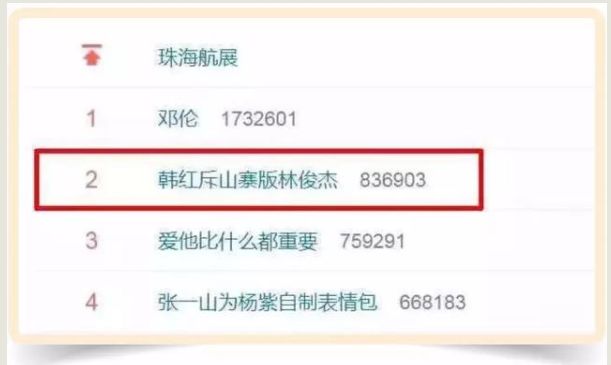 珠海航展
1 邓伦 1732601
2 韩红斥山寨版林俊杰 836903
3 爱他比什么都重要 759291
4 张一山为杨紫自制表情包 668183